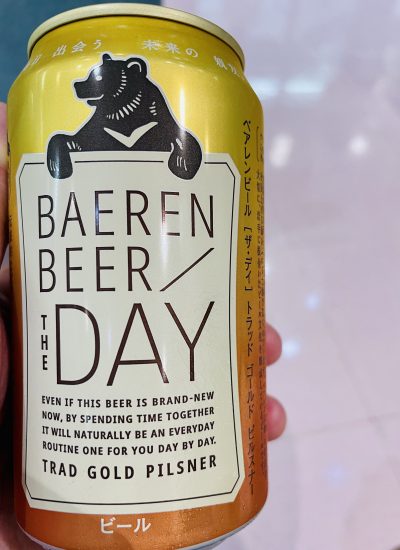 出会う 未来の
BAEREN
BEER/
THE
DAY
EVEN IF THIS BEER IS BRAND-NEW
NOW, BY SPENDING TIME TOGETHER
IT WILL NATURALLY BE AN EVERYDAY
ROUTINE ONE FOR YOU DAY BY DAY.
TRAD GOLD PILSNER
ベアレンビール [ザ・デイ] トラッド ゴールド ピルスナー
ビール